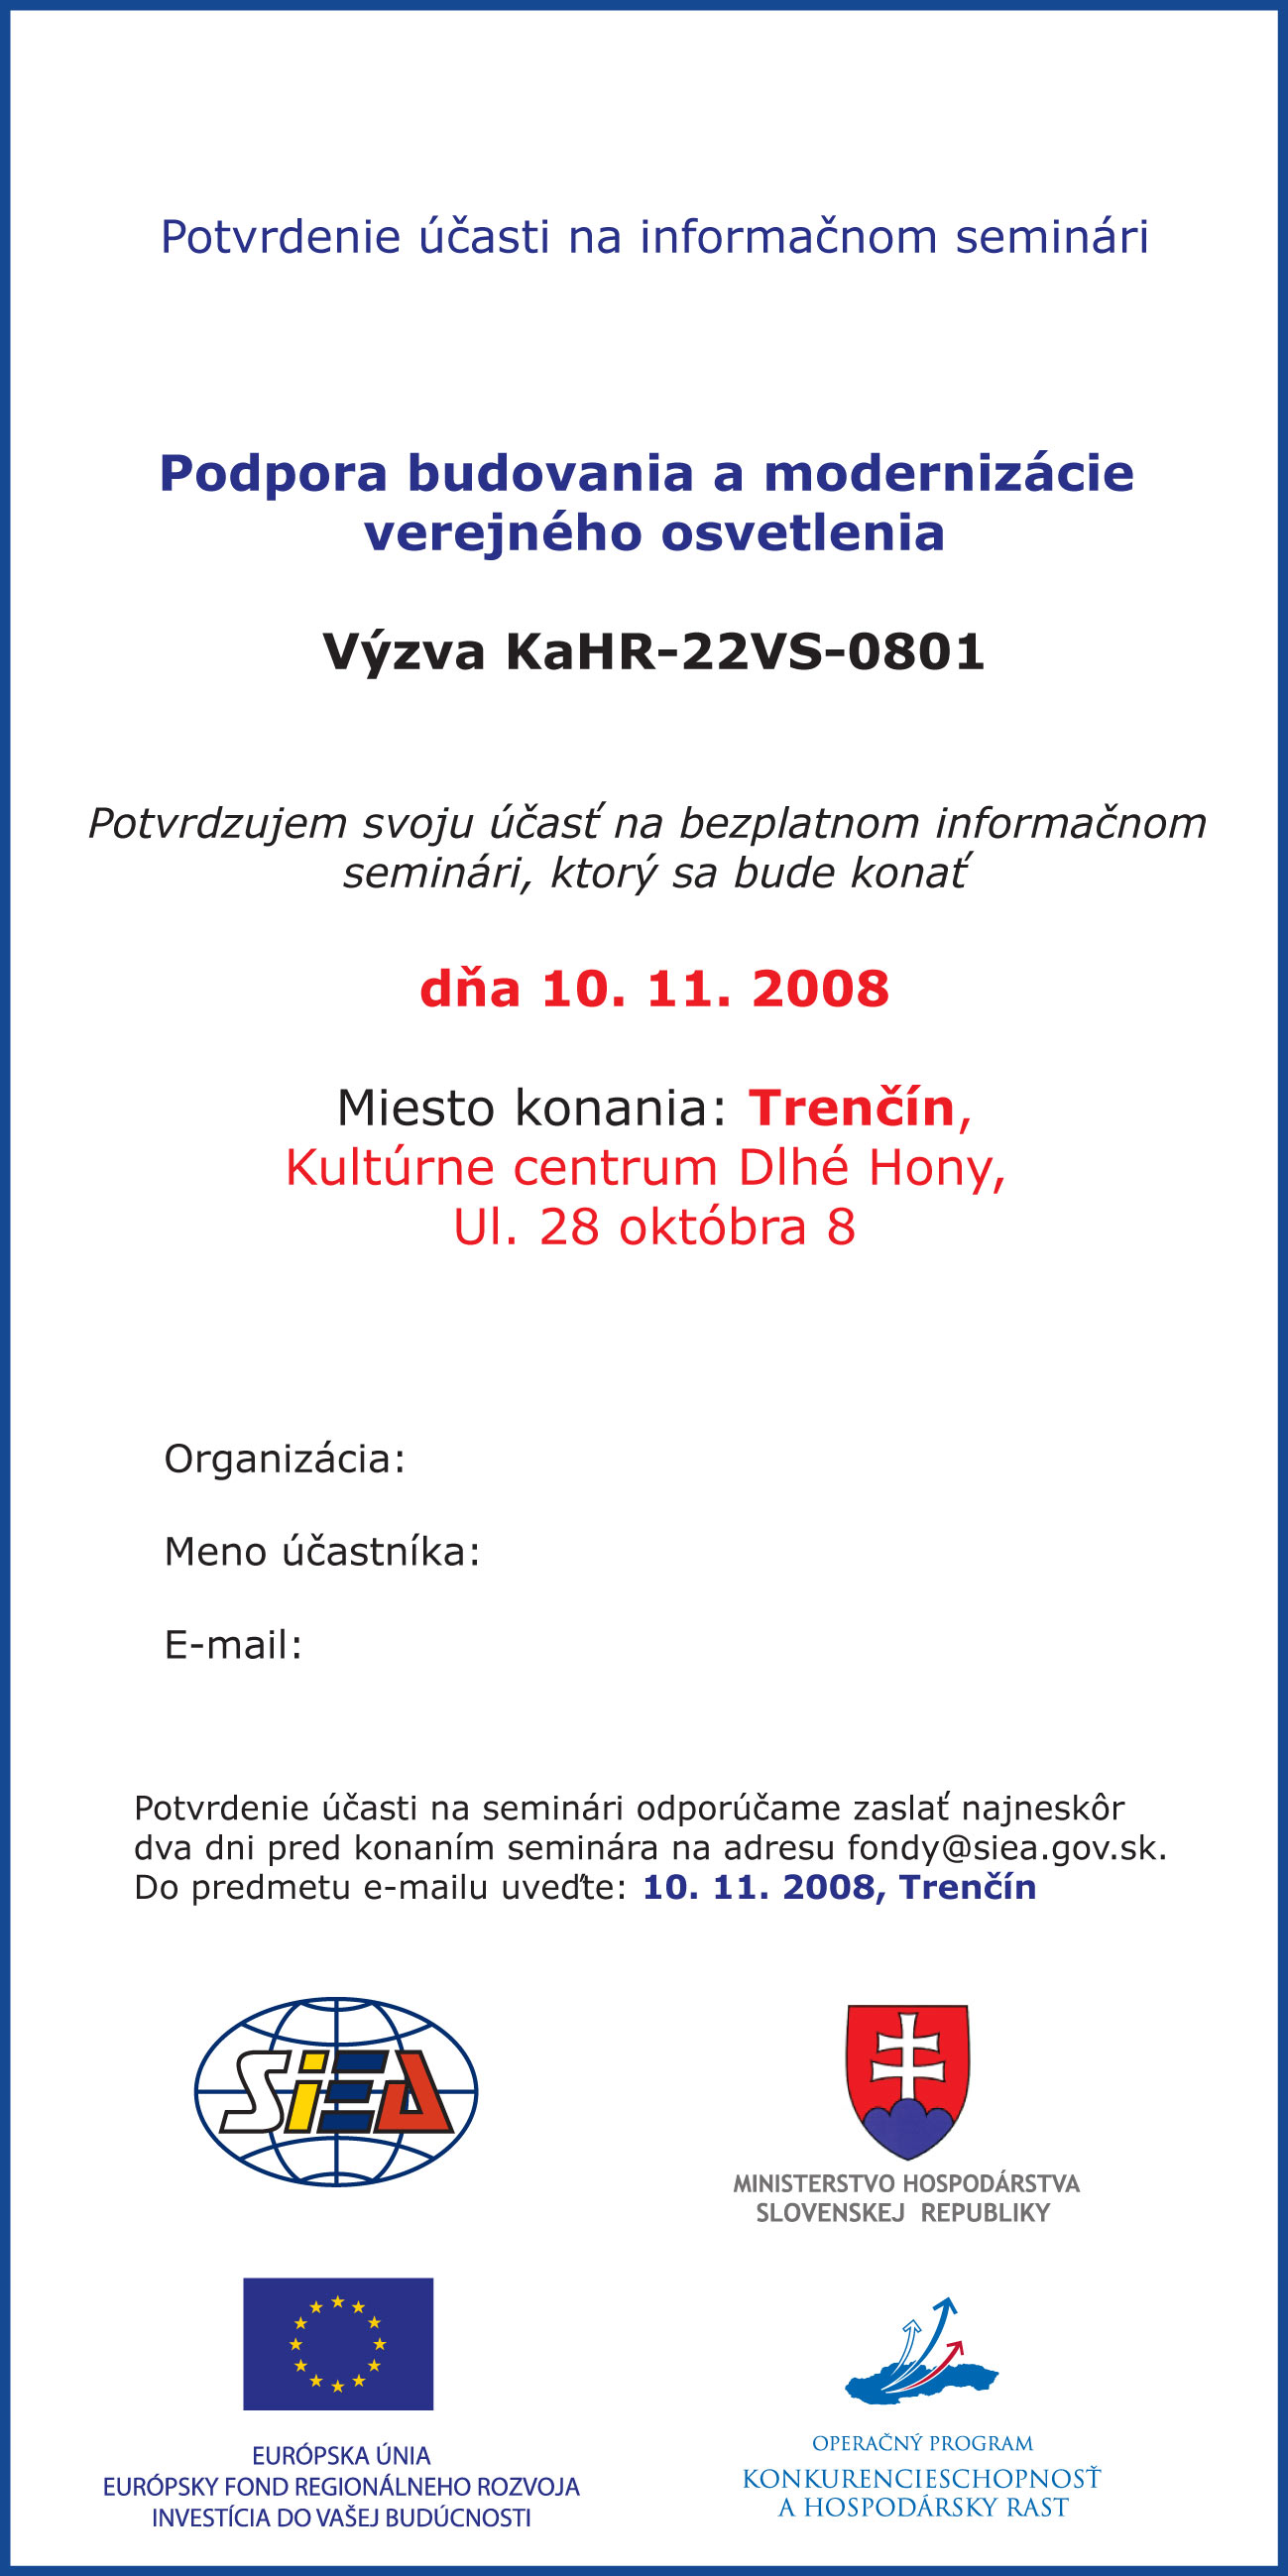 Potvrdenie účasti na informačnom seminári
Podpora budovania a modernizácie
verejného osvetlenia
Výzva KaHR-22VS-0801
Potvrdzujem svoju účasť na bezplatnom informačnom
seminári, ktorý sa bude konať
dňa 10. 11. 2008
Miesto konania: Trenčín,
Kultúrne centrum Dlhé Hony,
Ul. 28 októbra 8
Organizácia:
Meno účastníka:
E-mail:
Potvrdenie účasti na seminári odporúčame zaslať najneskôr
dva dni pred konaním seminára na adresu fondy@siea.gov.sk.
Do predmetu e-mailu uveďte: 10. 11. 2008, Trenčín
SiEA
MINISTERSTVO HOSPODÁRSTVA
SLOVENSKEJ REPUBLIKY
EURÓPSKA ÚNIA
EURÓPSKY FOND REGIONÁLNEHO ROZVOJA
INVESTÍCIA DO VAŠEJ BUDÚCNOSTI
OPERAČNÝ PROGRAM
KONKURENCIESCHOPNOSŤ
A HOSPODÁRSKY RAST